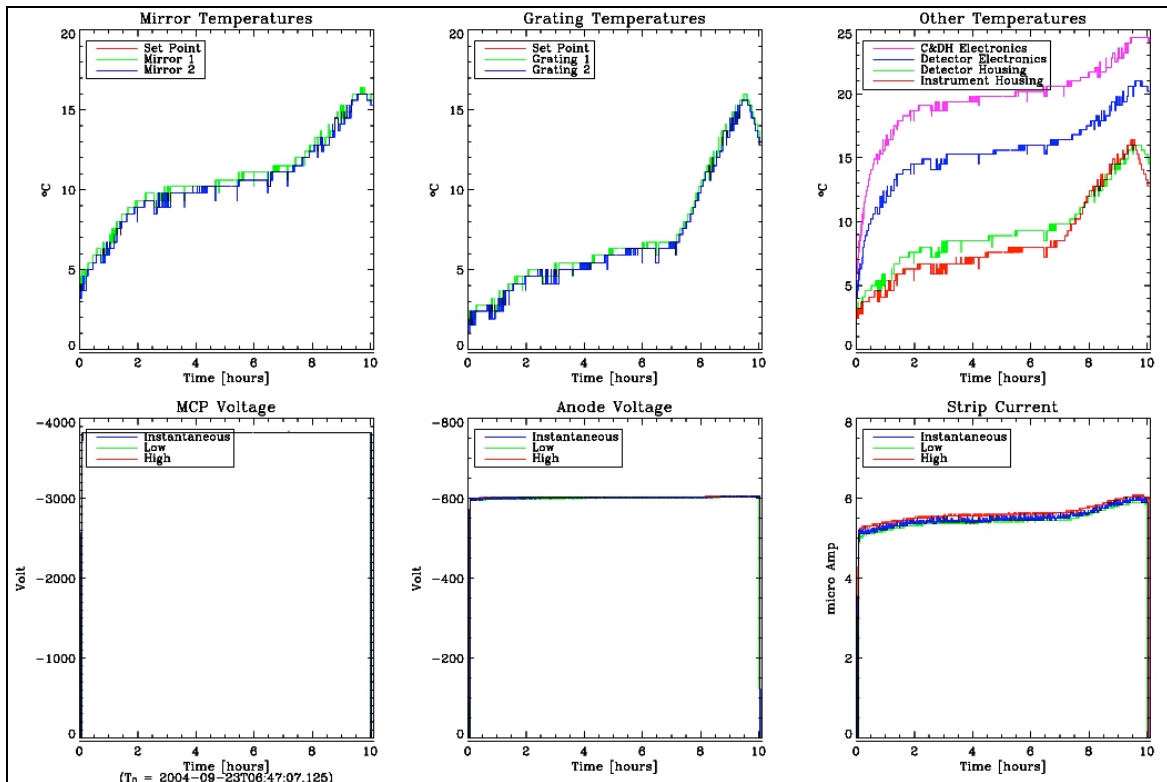 Mirror Temperatures
20
15
10
5
0
°C
Set Point
Mirror 1
Mirror 2
0 2 4 6 8 10
Time [hours]
Grating Temperatures
20
15
10
5
0
°C
Set Point
Grating 1
Grating 2
0 2 4 6 8 10
Time [hours]
Other Temperatures
25
20
15
10
5
0
°C
C&DH Electronics
Detector Electronics
Detector Housing
Instrument Housing
0 2 4 6 8 10
Time [hours]
MCP Voltage
-4000
-3000
-2000
-1000
0
Volt
Instantaneous
Low
High
0 2 4 6 8 10
Time [hours]
(T₀ = 2004-09-23T06:47:07.125)
Anode Voltage
-800
-600
-400
-200
0
Volt
Instantaneous
Low
High
0 2 4 6 8 10
Time [hours]
Strip Current
8
6
4
2
0
micro Amp
Instantaneous
Low
High
0 2 4 6 8 10
Time [hours]